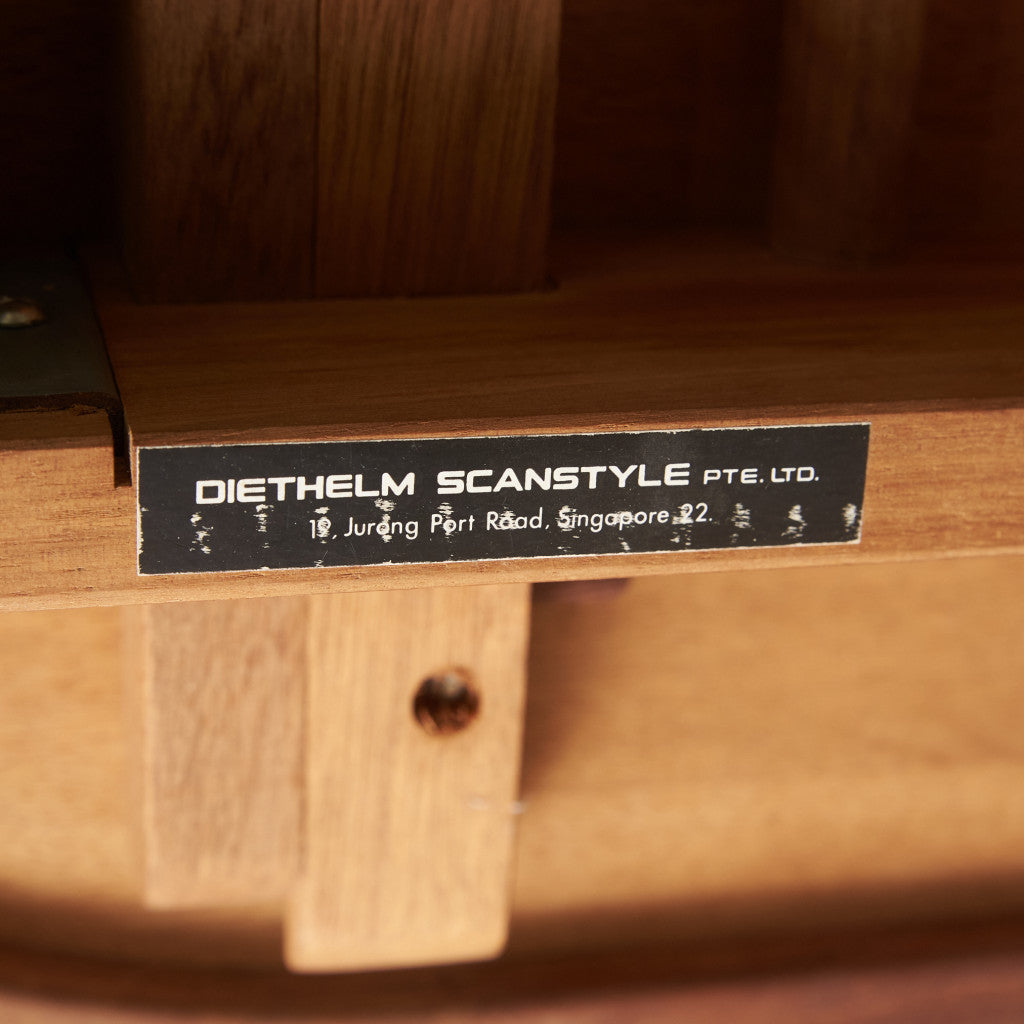 DIETHELM SCANSTYLE PTE. LTD.
19, Jurong Port Road, Singapore 22.